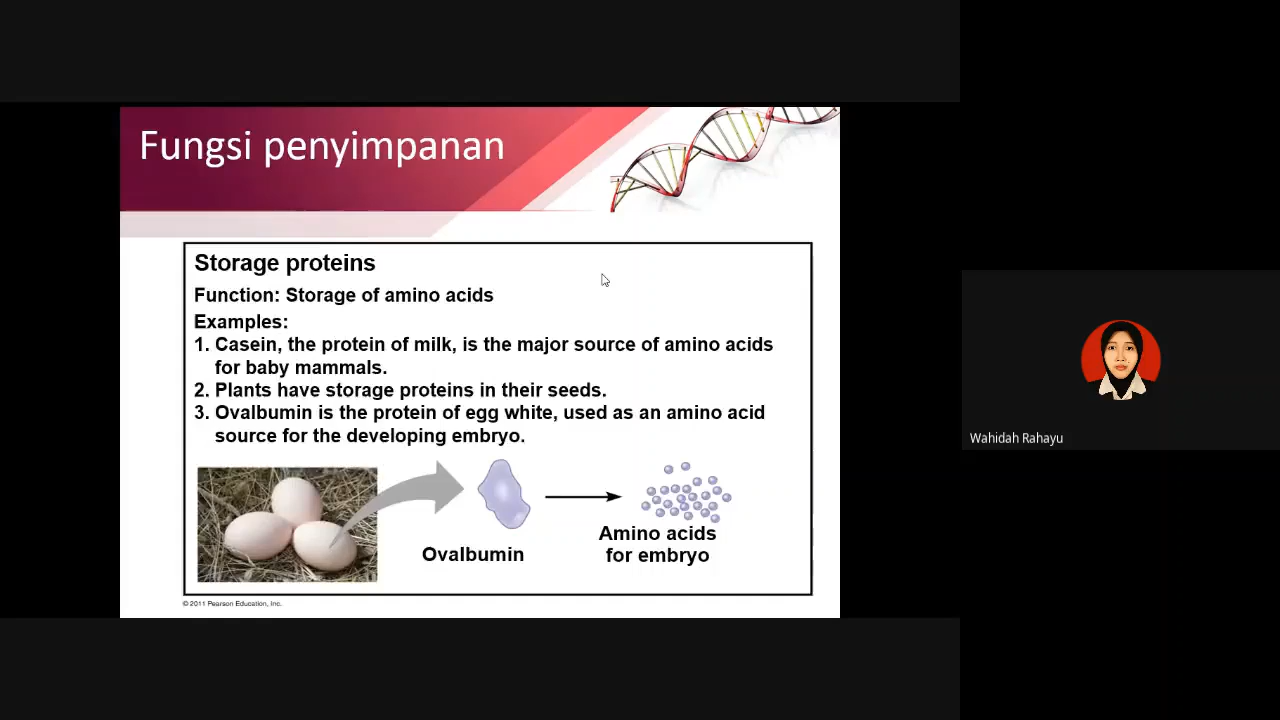 Fungsi penyimpanan
Storage proteins
Function: Storage of amino acids
Examples:
1. Casein, the protein of milk, is the major source of amino acids
for baby mammals.
2. Plants have storage proteins in their seeds.
3. Ovalbumin is the protein of egg white, used as an amino acid
source for the developing embryo.
Ovalbumin
Amino acids
for embryo
© 2011 Pearson Education, Inc.
Wahidah Rahayu